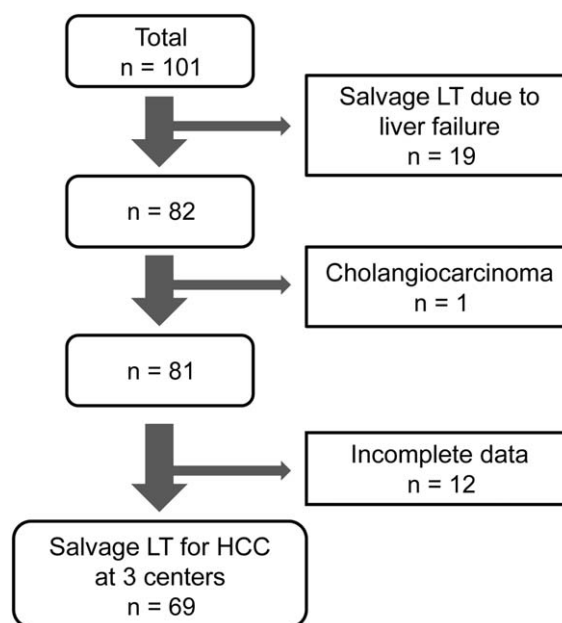 Total
n = 101
Salvage LT due to
liver failure
n = 19
n = 82
Cholangiocarcinoma
n = 1
n = 81
Incomplete data
n = 12
Salvage LT for HCC
at 3 centers
n = 69